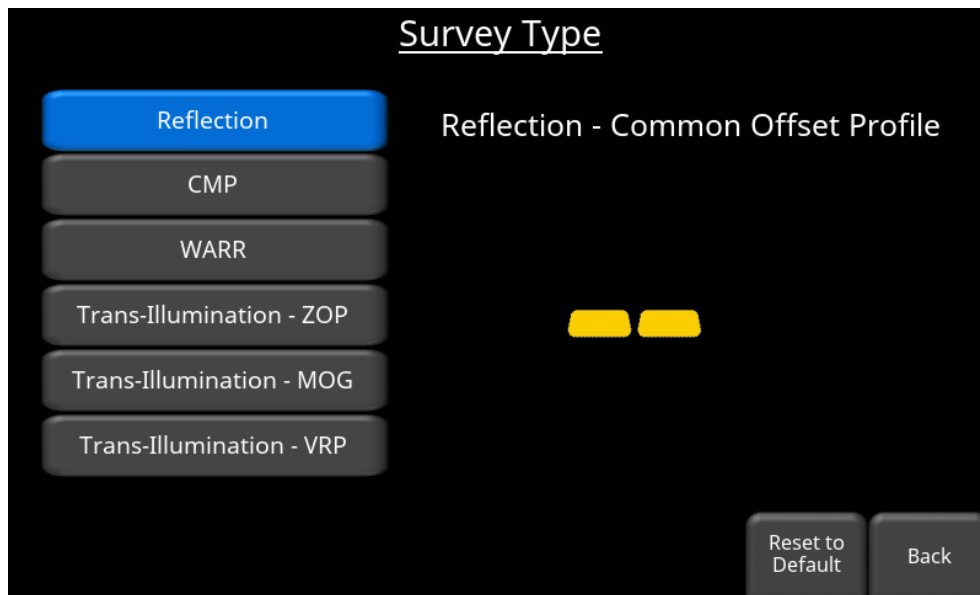 Survey Type
Reflection
CMP
WARR
Trans-Illumination - ZOP
Trans-Illumination - MOG
Trans-Illumination - VRP
Reflection - Common Offset Profile
Reset to
Default
Back